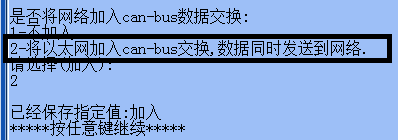 是否将网络加入can-bus数据交换:
1-不加入
2-将以太网加入can-bus交换,数据同时发送到网络.
请选择(加入):
2
已经保存指定值:加入
*****按任意键继续*****